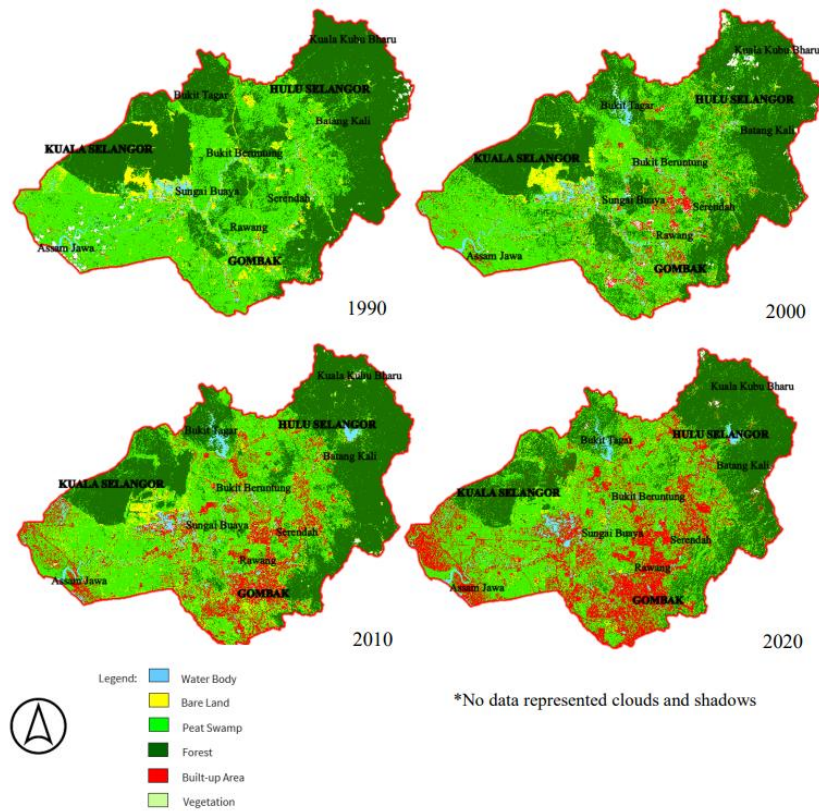 Kuala Kubu Bharu
HULU SELANGOR
Bukit Tagar
Batang Kali
KUALA SELANGOR
Bukit Beruntung
Sungai Buaya
Serendah
Rawang
Assam Jawa
GOMBAK
1990
Kuala Kubu Bharu
HULU SELANGOR
Bukit Tagar
Batang Kali
KUALA SELANGOR
Bukit Beruntung
Sungai Buaya
Serendah
Rawang
Assam Jawa
GOMBAK
2000
Kuala Kubu Bharu
HULU SELANGOR
Bukit Tagar
Batang Kali
KUALA SELANGOR
Bukit Beruntung
Sungai Buaya
Serendah
Rawang
Assam Jawa
GOMBAK
2010
Kuala Kubu Bharu
HULU SELANGOR
Bukit Tagar
Batang Kali
KUALA SELANGOR
Bukit Beruntung
Sungai Buaya
Serendah
Rawang
Assam Jawa
GOMBAK
2020
Legend:
Water Body
Bare Land
Peat Swamp
Forest
Built-up Area
Vegetation
*No data represented clouds and shadows